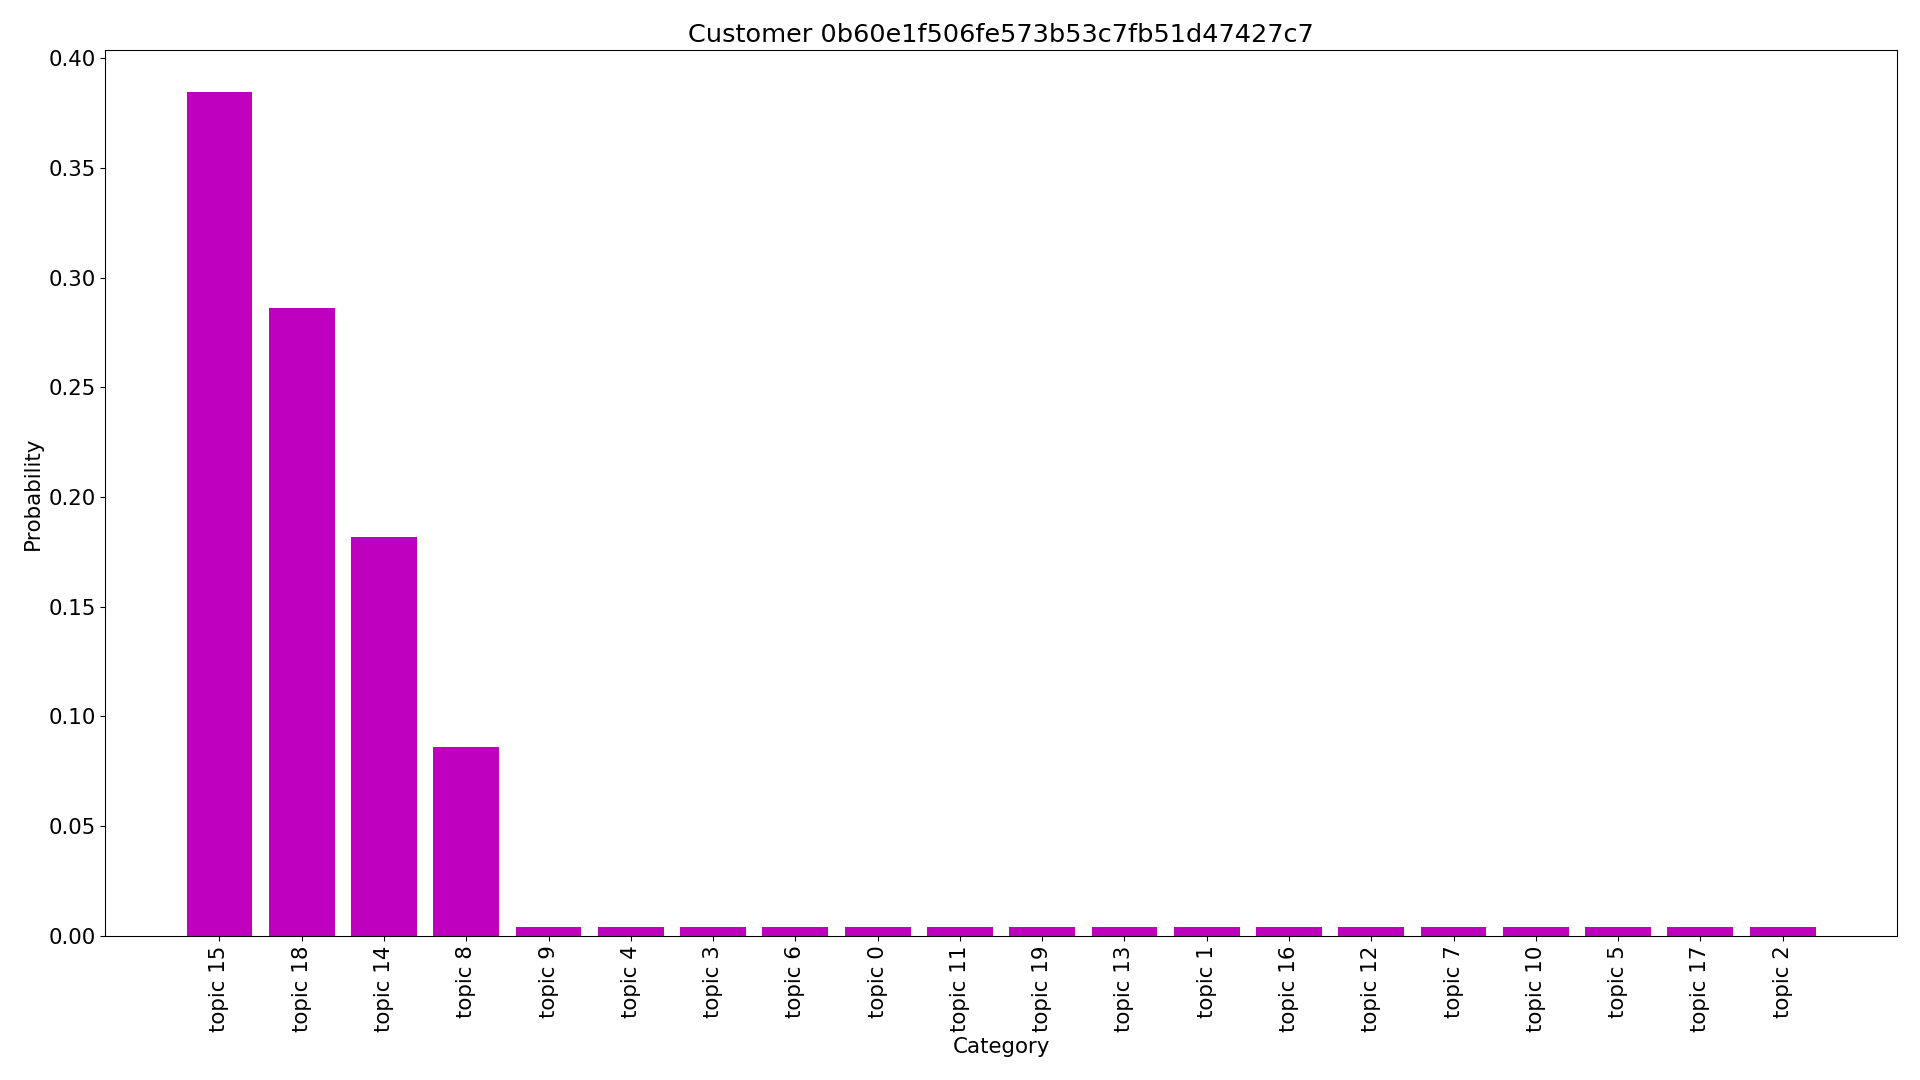 Customer 0b60e1f506fe573b53c7fb51d47427c7
0.40
0.35
0.30
0.25
0.20
0.15
0.10
0.05
0.00
Probability
topic 15
topic 18
topic 14
topic 8
topic 9
topic 4
topic 3
topic 6
topic 0
topic 11
topic 19
topic 13
topic 1
topic 16
topic 12
topic 7
topic 10
topic 5
topic 17
topic 2
Category